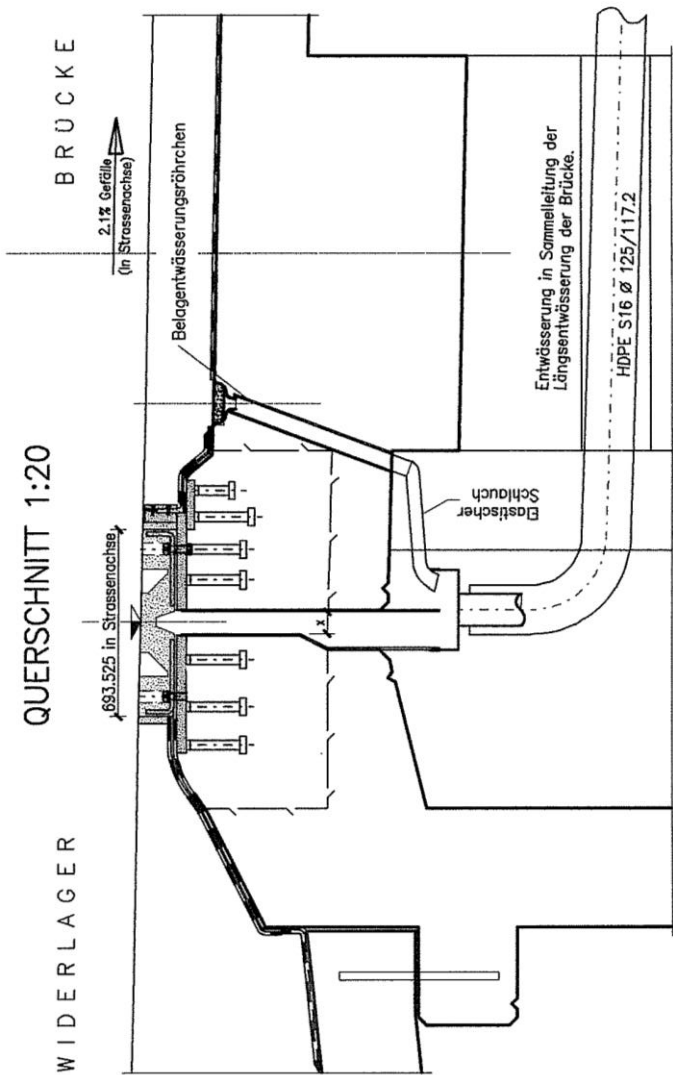 QUERSCHNITT 1:20
WIDERLAGER
BRÜCKE
693.525 in Strassenachse
2.1% Gefälle
(in Strassenachse)
Belagentwässerungsröhrchen
x
Elastischer
Schlauch
Entwässerung in Sammelleitung der
Längsentwässerung der Brücke.
HDPE S16 Ø 125/117.2